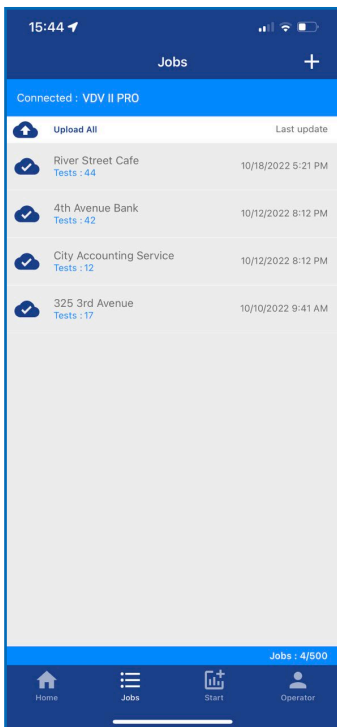 15:44
Jobs
Connected : VDV II PRO
Upload All Last update
River Street Cafe
Tests : 44
10/18/2022 5:21 PM
4th Avenue Bank
Tests : 42
10/12/2022 8:12 PM
City Accounting Service
Tests : 12
10/12/2022 8:12 PM
325 3rd Avenue
Tests : 17
10/10/2022 9:41 AM
Jobs : 4/500
Home Jobs Start Operator